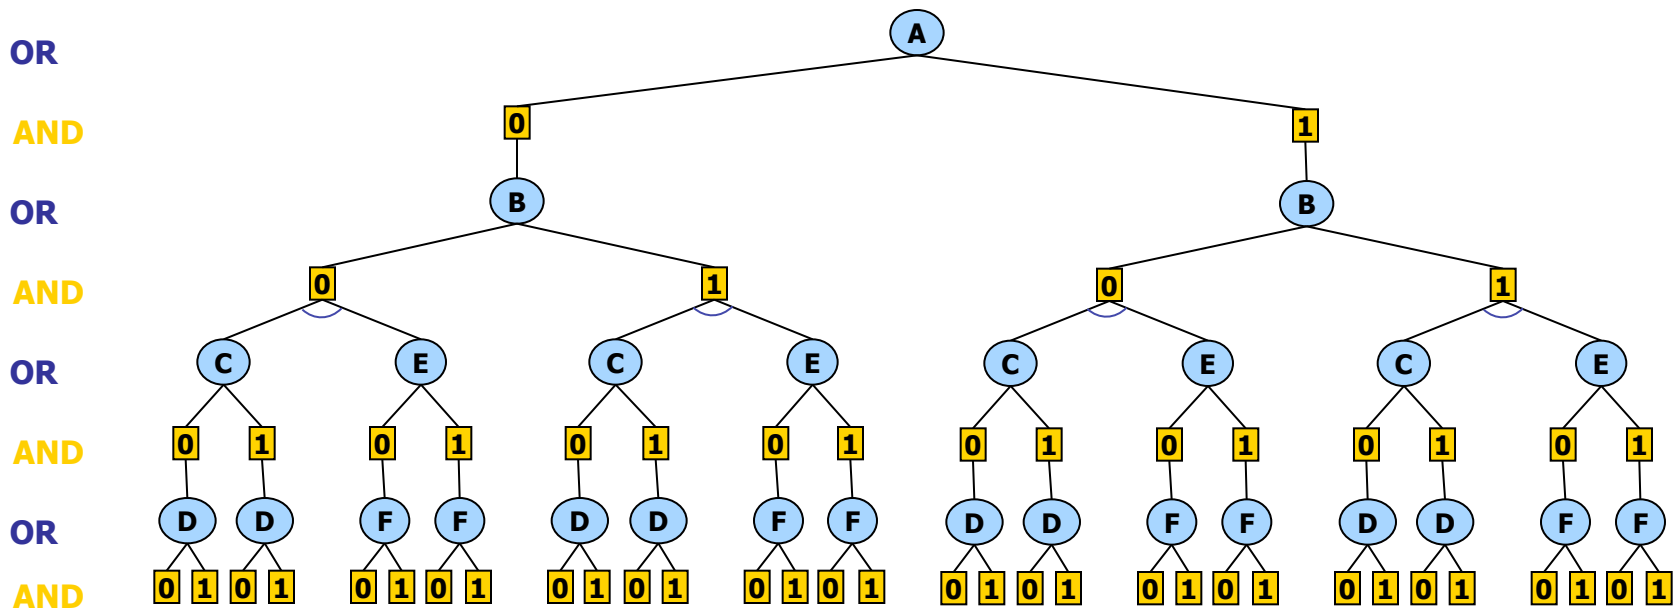 A
OR
0 1
AND
B B
OR
0 1 0 1
AND
C E C E C E C E
OR
0 1 0 1 0 1 0 1 0 1 0 1 0 1 0 1
AND
D D F F D D F F D D F F D D F F
OR
0 1 0 1 0 1 0 1 0 1 0 1 0 1 0 1 0 1 0 1 0 1 0 1 0 1 0 1 0 1 0 1
AND